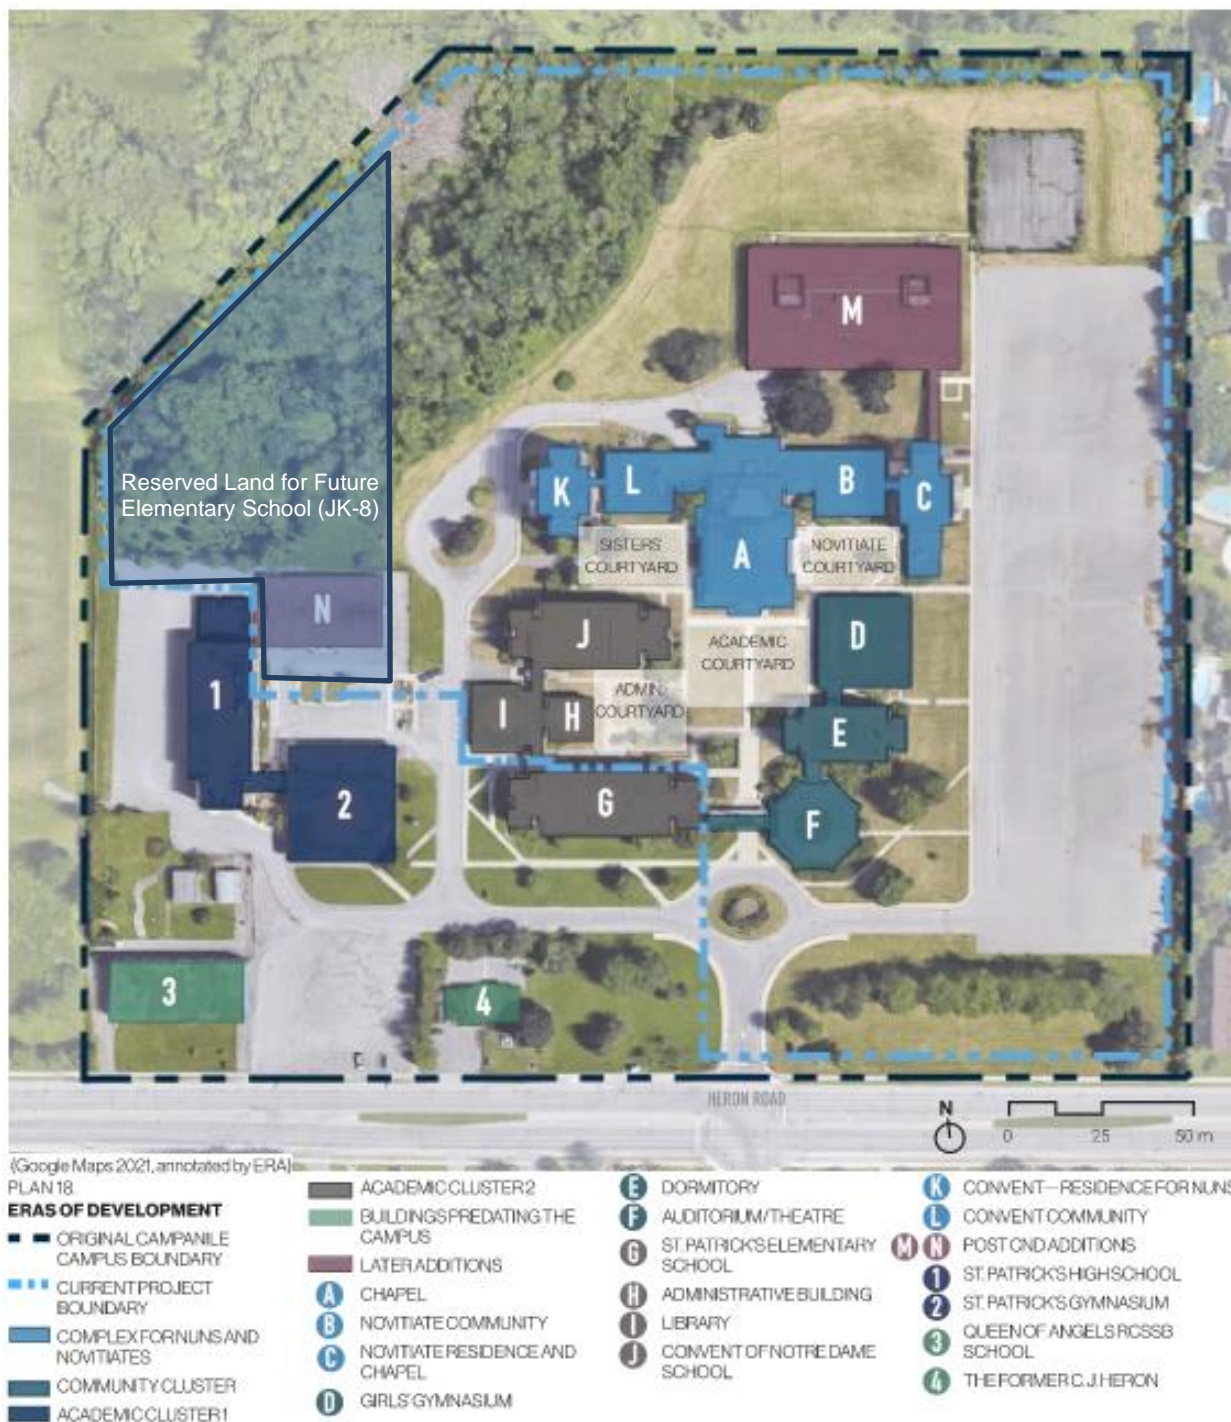 Reserved Land for Future
Elementary School (JK-8)
M
K
L
B
C
A
SISTERS'
COURTYARD
NOVITIATE
COURTYARD
N
J
D
ACADEMIC
COURTYARD
1
ADMIN.
COURTYARD
I
H
E
2
G
F
3
4
HERON ROAD
N
0
25
50 m
(Google Maps 2021, annotated by ERA)
PLAN 18.
ERAS OF DEVELOPMENT
ORIGINAL CAMPANILE
CAMPUS BOUNDARY
CURRENT PROJECT
BOUNDARY
COMPLEX FOR NUNS AND
NOVITIATES
COMMUNITY CLUSTER
ACADEMIC CLUSTER 1
ACADEMIC CLUSTER 2
BUILDINGS PREDATING THE
CAMPUS
LATER ADDITIONS
A CHAPEL
B NOVITIATE COMMUNITY
C NOVITIATE RESIDENCE AND
CHAPEL
D GIRLS' GYMNASIUM
E DORMITORY
F AUDITORIUM/THEATRE
G ST. PATRICK'S ELEMENTARY
SCHOOL
H ADMINISTRATIVE BUILDING
I LIBRARY
J CONVENT OF NOTRE DAME
SCHOOL
K CONVENT—RESIDENCE FOR NUNS
L CONVENT COMMUNITY
M N POST CND ADDITIONS
1 ST. PATRICK'S HIGH SCHOOL
2 ST. PATRICK'S GYMNASIUM
3 QUEEN OF ANGELS RCSSB
SCHOOL
4 THE FORMER C.J. HERON